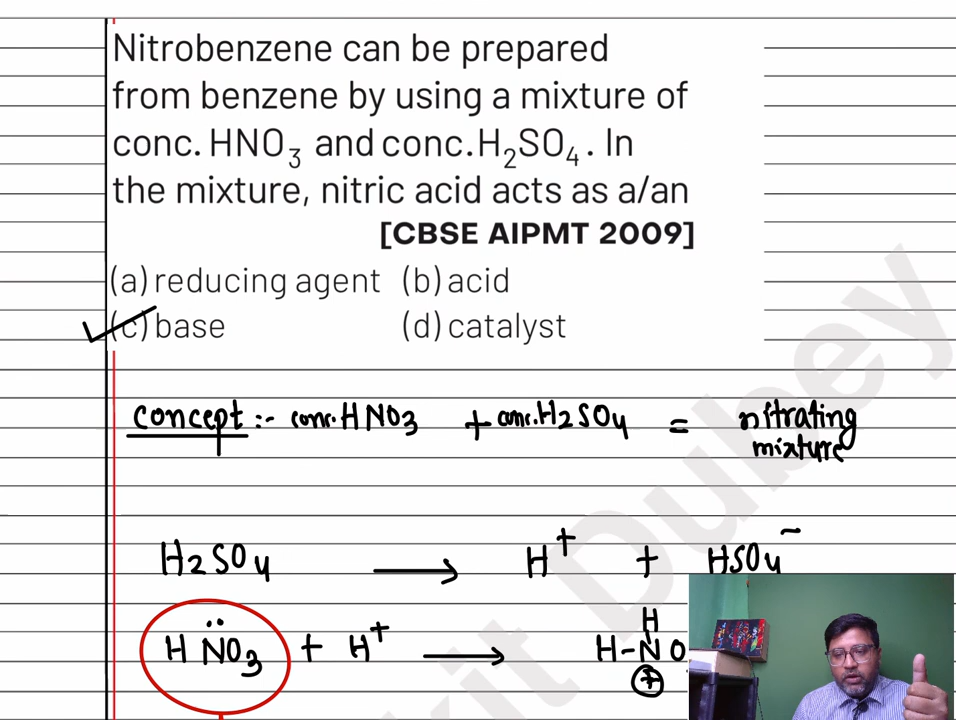 Nitrobenzene can be prepared
from benzene by using a mixture of
conc. HNO₃ and conc.H₂SO₄. In
the mixture, nitric acid acts as a/an
[CBSE AIPMT 2009]
(a) reducing agent (b) acid
(c) base (d) catalyst
concept :- conc. HNO3 + conc. H2SO4 = nitrating
mixture
H2SO4 ⟶ H⁺ + HSO4⁻
H
HNO3 + H⁺ ⟶ H-N O
+
kit Dubey